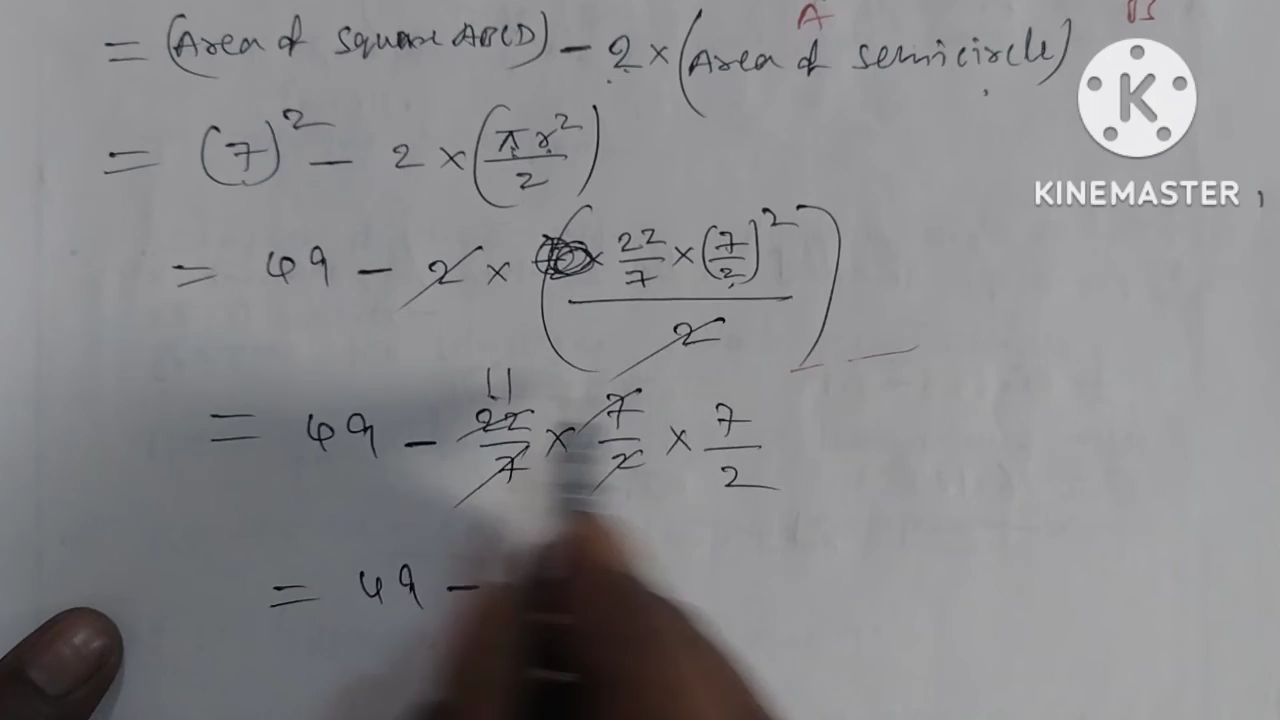 A B
= (Area of Square ABCD) - 2 × (Area of semicircle)
K
KINEMASTER
= (7)² - 2 × (πr²/2)
= 49 - 2 × (22/7 × (7/2)² / 2)
11
= 49 - 22/7 × 7/2 × 7/2
= 49 -